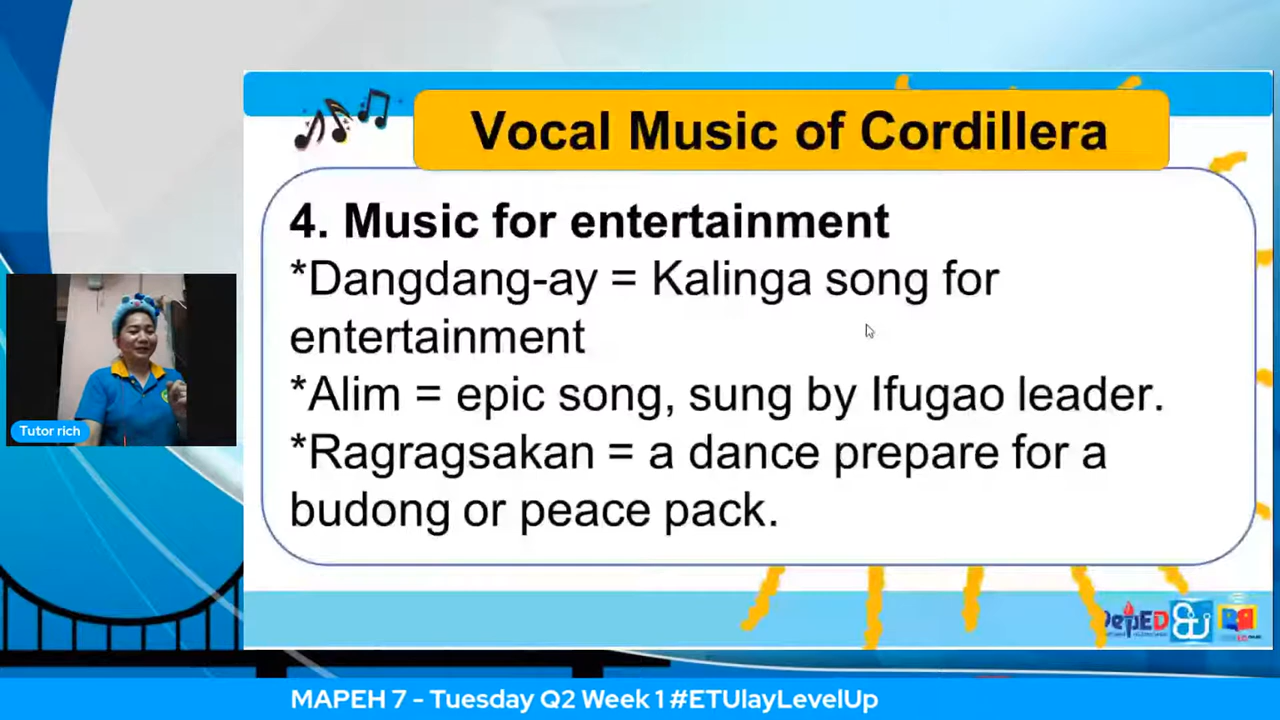 Vocal Music of Cordillera
4. Music for entertainment
*Dangdang-ay = Kalinga song for
entertainment
*Alim = epic song, sung by Ifugao leader.
*Ragragsakan = a dance prepare for a
budong or peace pack.
Tutor rich
DepED
MAPEH 7 - Tuesday Q2 Week 1 #ETUlayLevelUp